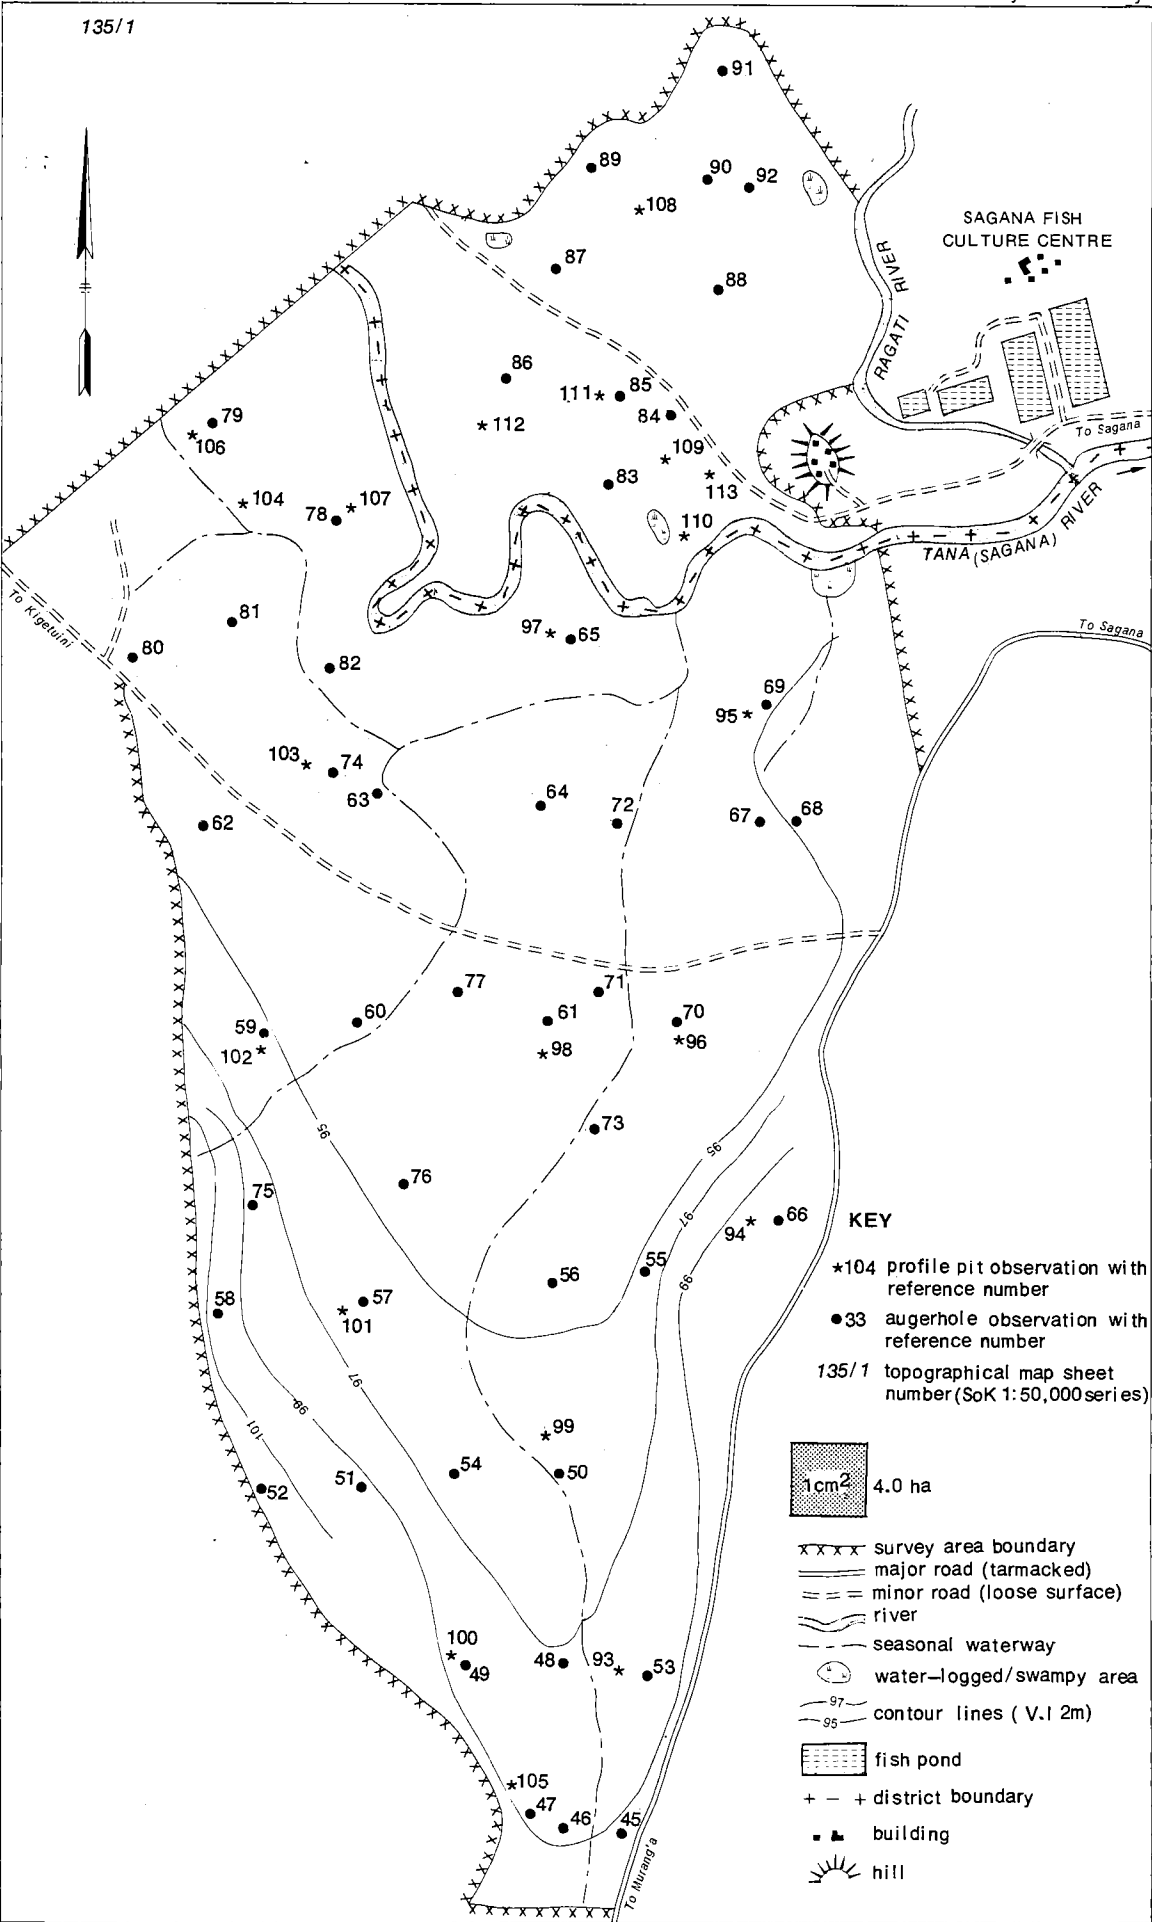 135/1
91
89
90
92
108
SAGANA FISH
CULTURE CENTRE
87
88
RAGATI RIVER
86
111
85
84
79
106
112
To Sagana
109
113
83
104
107
78
110
TANA (SAGANA) RIVER
To Kigetuini
81
97
65
To Sagana
80
82
69
95
103
74
63
64
72
67
68
62
77
71
60
61
70
59
102
98
96
95
73
95
76
75
97
94
66
KEY
55
99
56
104 profile pit observation with
reference number
58
57
101
33 augerhole observation with
reference number
97
135/1 topographical map sheet
number (SoK 1:50,000 series)
99
101
99
54
50
51
52
1cm2 4.0 ha
survey area boundary
major road (tarmacked)
minor road (loose surface)
river
seasonal waterway
100
49
48
93
53
water-logged/swampy area
97
95
contour lines ( V.I 2m)
fish pond
105
47
46
45
district boundary
building
hill
To Murang'a